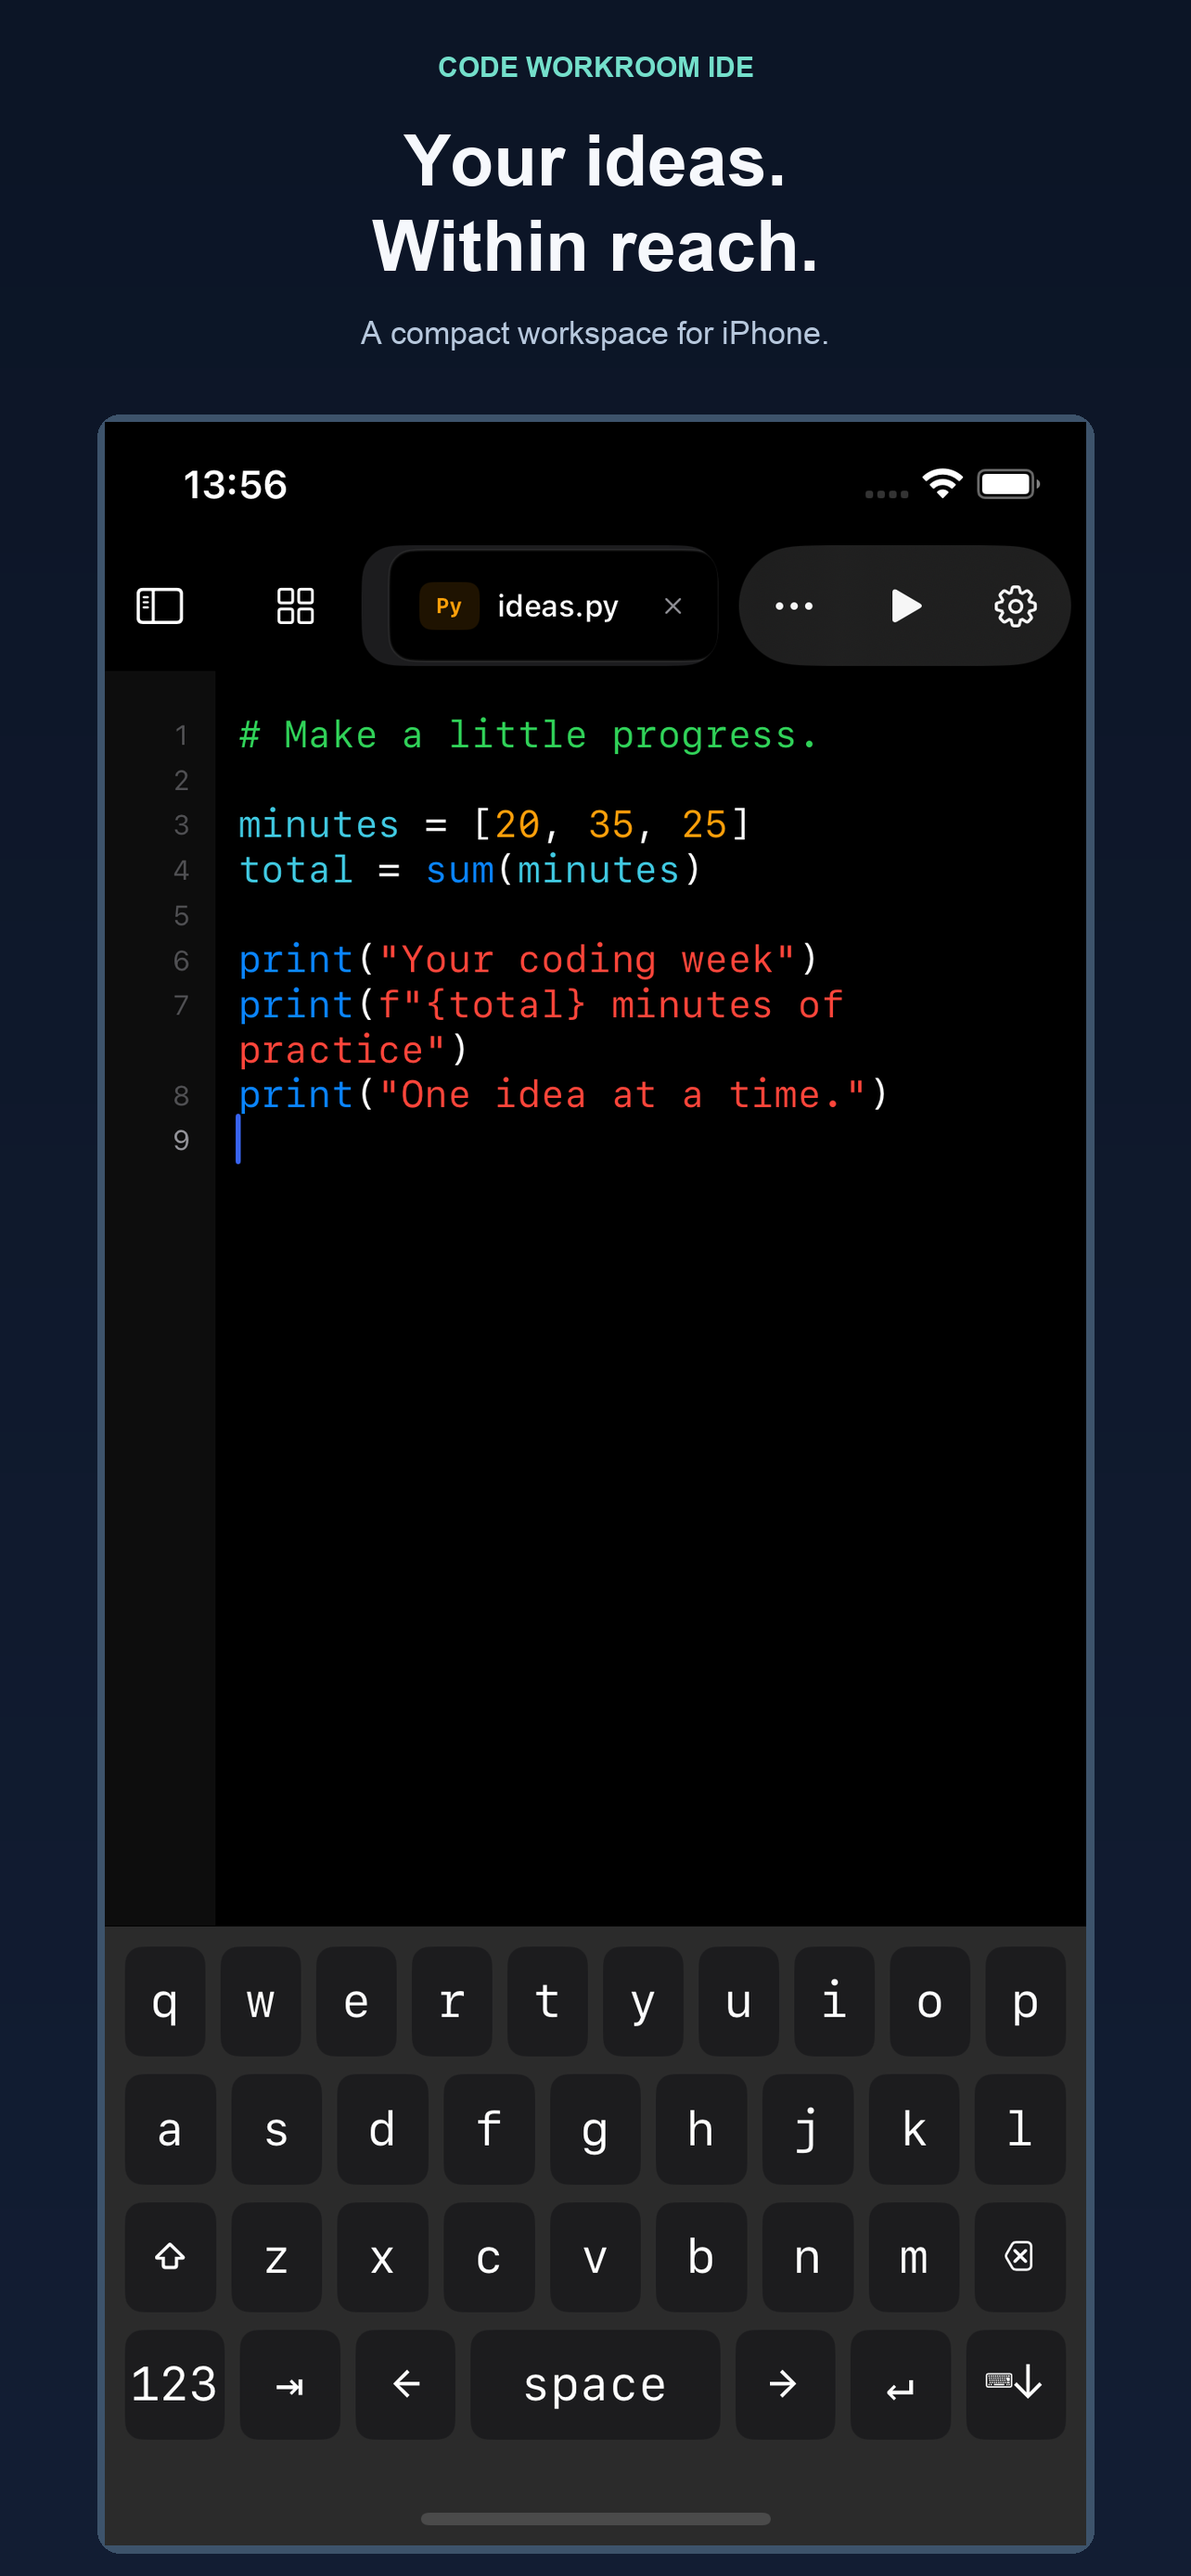 CODE WORKROOM IDE
Your ideas.
Within reach.
A compact workspace for iPhone.
13:56
Py ideas.py
1 # Make a little progress.
2
3 minutes = [20, 35, 25]
4 total = sum(minutes)
5
6 print("Your coding week")
7 print(f"{total} minutes of
practice")
8 print("One idea at a time.")
9
q w e r t y u i o p
a s d f g h j k l
z x c v b n m
123 space